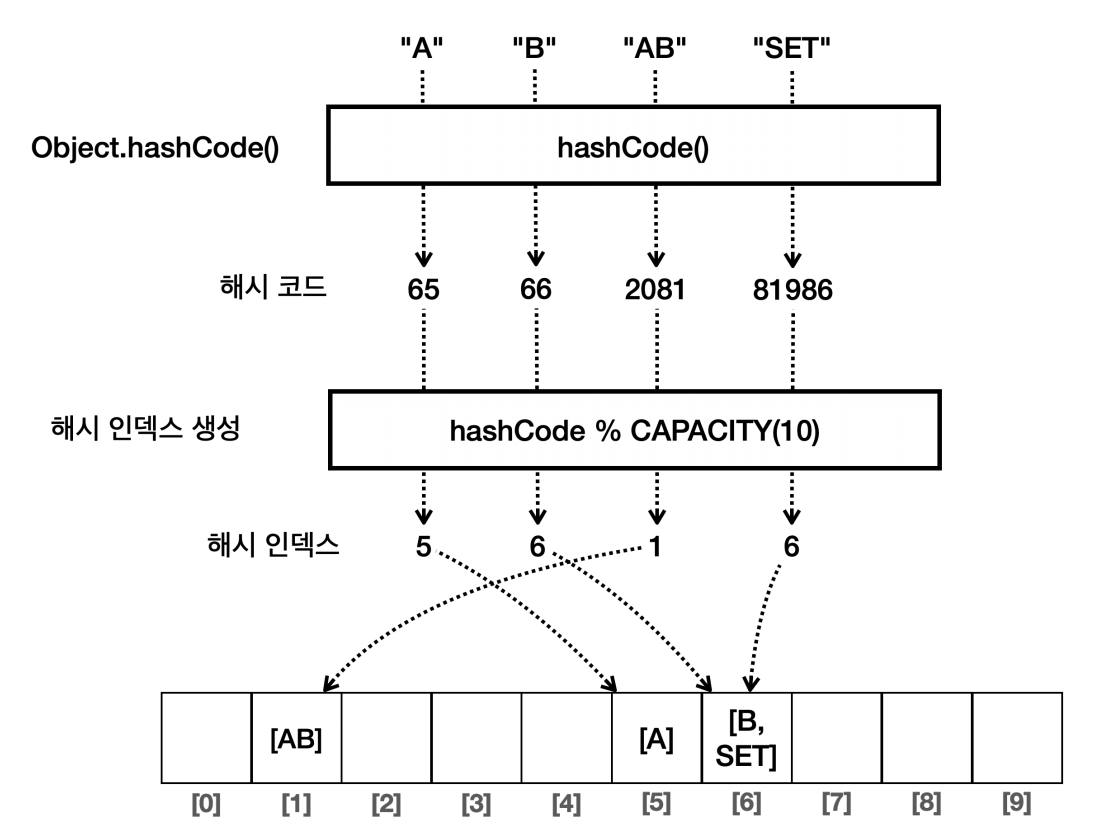 "A" "B" "AB" "SET"
Object.hashCode() hashCode()
해시 코드 65 66 2081 81986
해시 인덱스 생성 hashCode % CAPACITY(10)
해시 인덱스 5 6 1 6
[AB] [A] [B,
SET]
[0] [1] [2] [3] [4] [5] [6] [7] [8] [9]